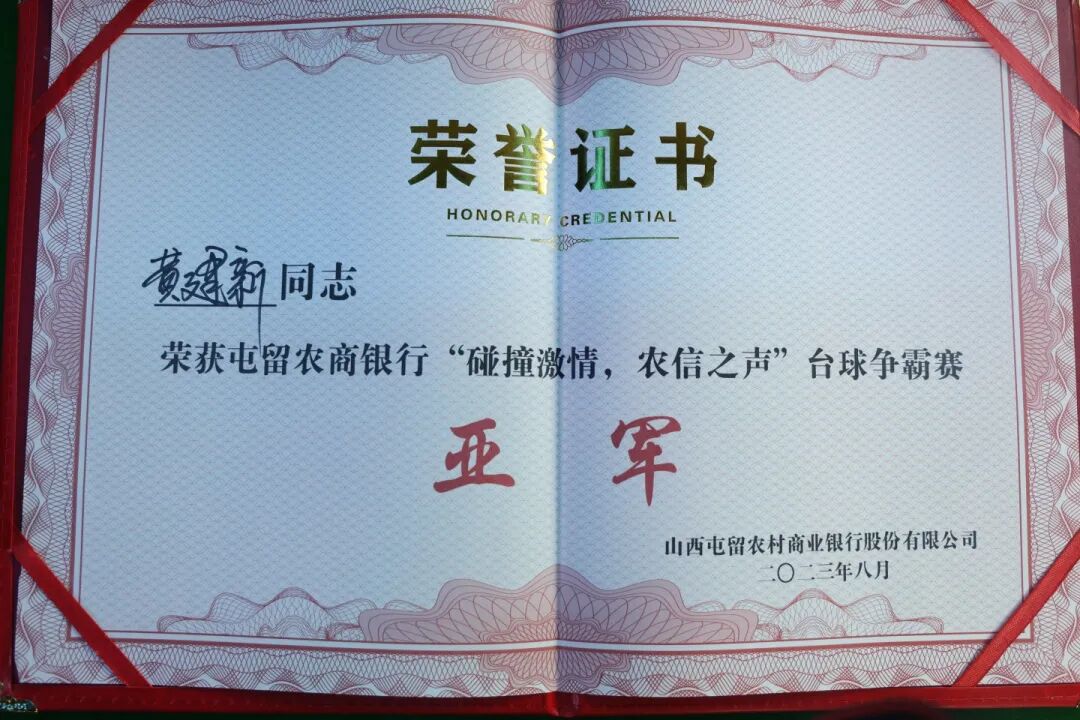 荣誉证书
HONORARY CREDENTIAL
黄建新同志
荣获屯留农商银行“碰撞激情，农信之声”台球争霸赛
亚军
山西屯留农村商业银行股份有限公司
二〇二三年八月